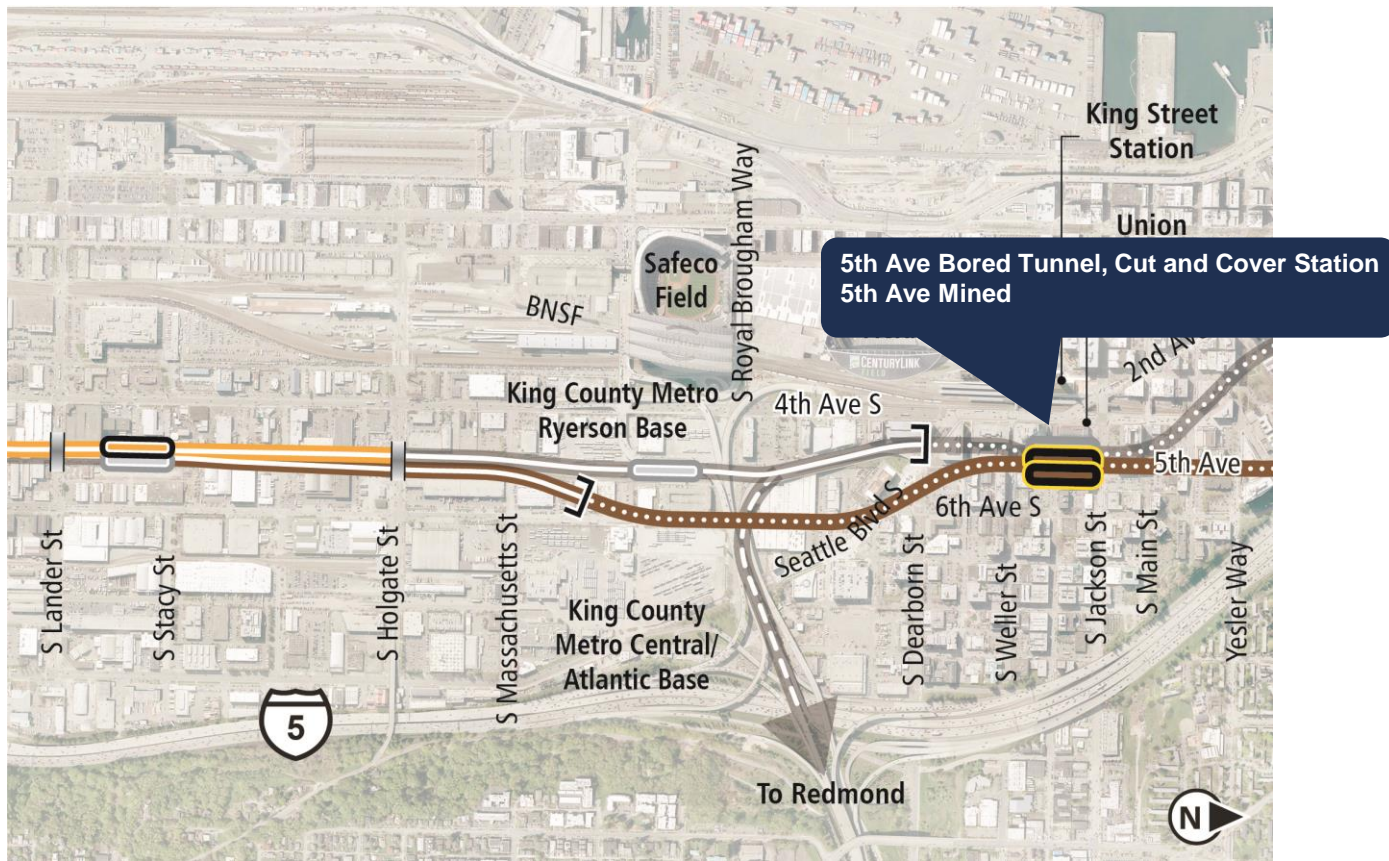 King Street
Station
Union
5th Ave Bored Tunnel, Cut and Cover Station
5th Ave Mined
Safeco
Field
S Royal Brougham Way
BNSF
CENTURYLINK
2nd Av
King County Metro
Ryerson Base
4th Ave S
5th Ave
6th Ave S
Seattle Blvd S
S Lander St
S Stacy St
S Holgate St
S Massachusetts St
King County
Metro Central/
Atlantic Base
S Dearborn St
S Weller St
S Jackson St
S Main St
Yesler Way
5
To Redmond
N